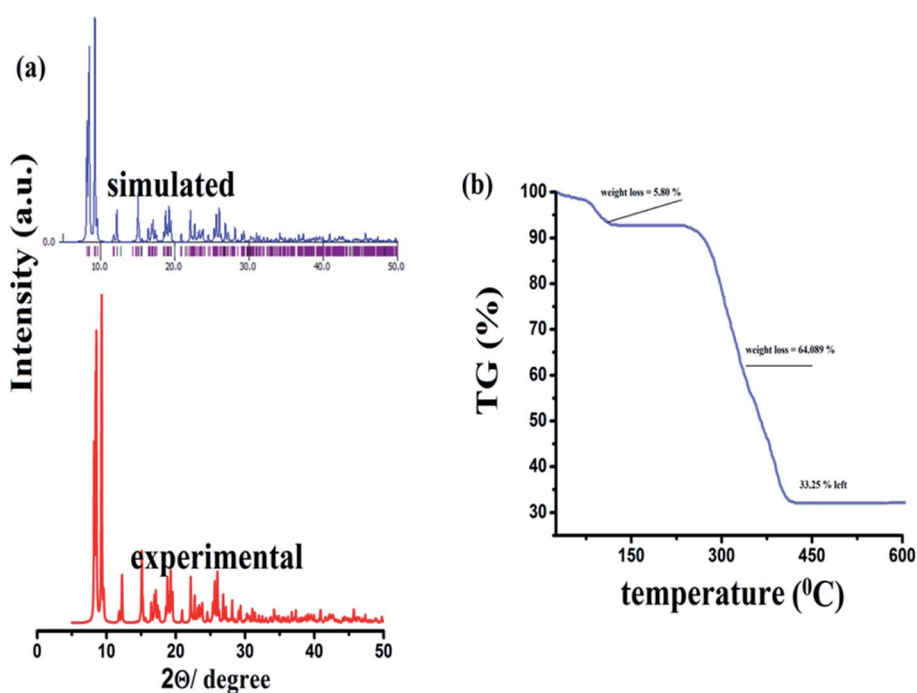 (a)
Intensity (a.u.)
simulated
0.0
10.0 20.0 30.0 40.0 50.0
experimental
0 10 20 30 40 50
2Θ/ degree
(b)
TG (%)
100
90
80
70
60
50
40
30
weight loss = 5.80 %
weight loss = 64.089 %
33.25 % left
150 300 450 600
temperature (⁰C)